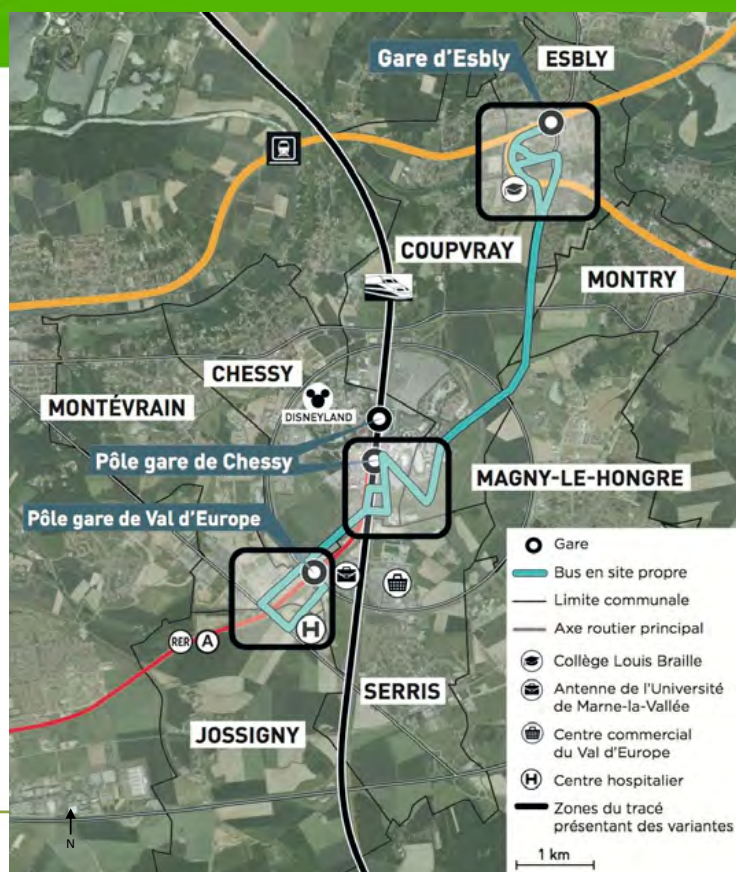 Gare d'Esbly
ESBLY
COUPVRAY
MONTRY
CHESSY
MONTÉVRAIN
DISNEYLAND
Pôle gare de Chessy
MAGNY-LE-HONGRE
Pôle gare de Val d'Europe
H
RER A
SERRIS
JOSSIGNY
N
Gare
Bus en site propre
Limite communale
Axe routier principal
Collège Louis Braille
Antenne de l'Université
de Marne-la-Vallée
Centre commercial
du Val d'Europe
H Centre hospitalier
Zones du tracé
présentant des variantes
1 km